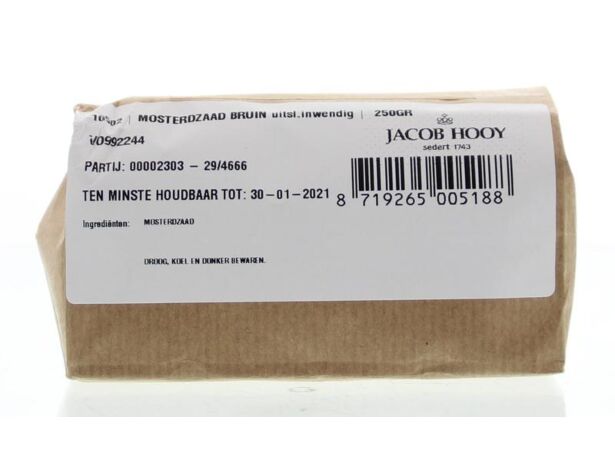 MOSTERDZAAD BRUIN uitsl.inwendig | 250GR
V0992244
JACOB HOOY
sedert 1743
PARTIJ: 00002303 - 29/4666
TEN MINSTE HOUDBAAR TOT: 30-01-2021
8 719265 005188
Ingrediënten: MOSTERDZAAD
DROOG, KOEL EN DONKER BEWAREN.